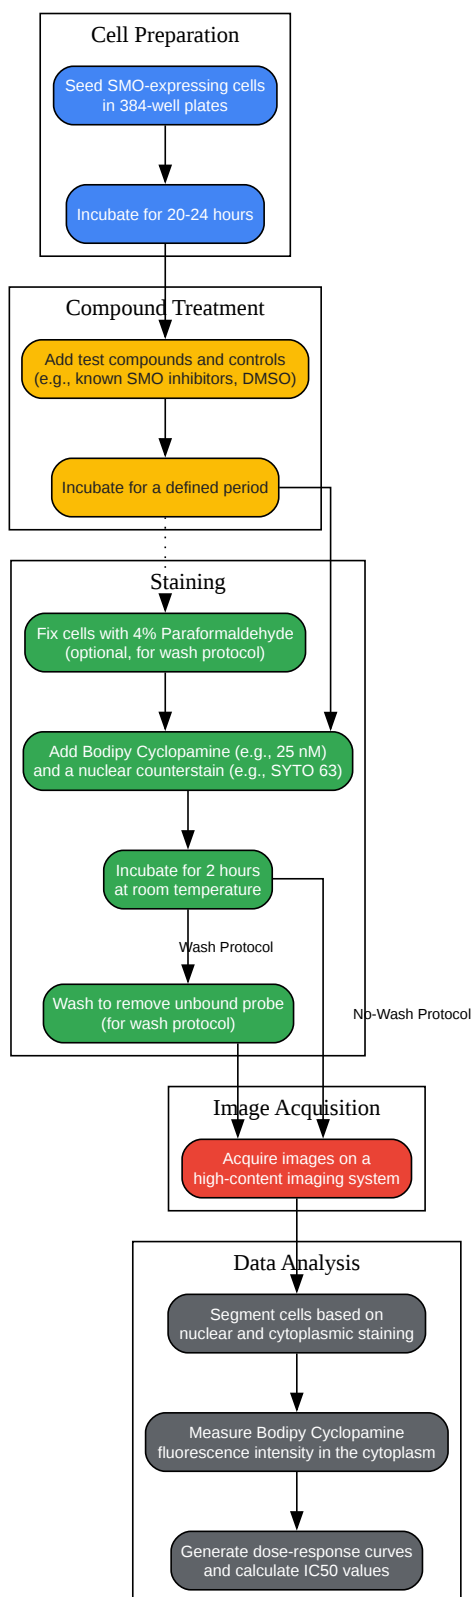 Cell Preparation
Seed SMO-expressing cells
in 384-well plates
Incubate for 20-24 hours
Compound Treatment
Add test compounds and controls
(e.g., known SMO inhibitors, DMSO)
Incubate for a defined period
Staining
Fix cells with 4% Paraformaldehyde
(optional, for wash protocol)
Add Bodipy Cyclopamine (e.g., 25 nM)
and a nuclear counterstain (e.g., SYTO 63)
Incubate for 2 hours
at room temperature
Wash Protocol
Wash to remove unbound probe
(for wash protocol)
No-Wash Protocol
Image Acquisition
Acquire images on a
high-content imaging system
Data Analysis
Segment cells based on
nuclear and cytoplasmic staining
Measure Bodipy Cyclopamine
fluorescence intensity in the cytoplasm
Generate dose-response curves
and calculate IC50 values